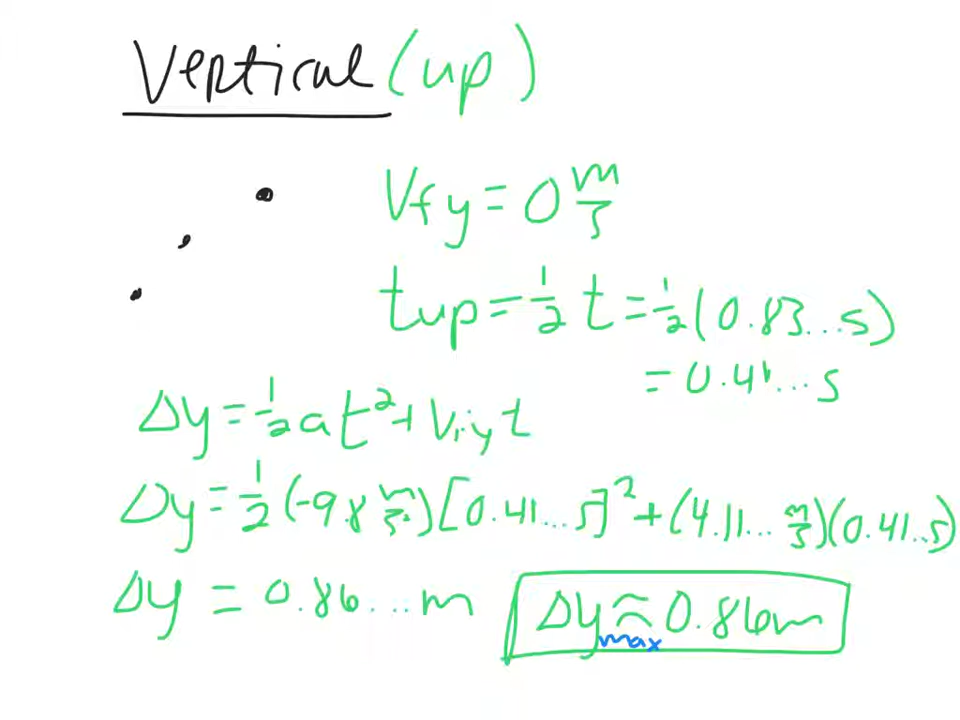 Vertical (up)
Vfy = 0 m/s
tup = 1/2 t = 1/2 (0.83...s)
= 0.41...s
Δy = 1/2 at² + Viy t
Δy = 1/2 (-9.8 m/s²) [0.41...s]² + (4.11... m/s)(0.41...s)
Δy = 0.86...m
Δymax ≈ 0.86m